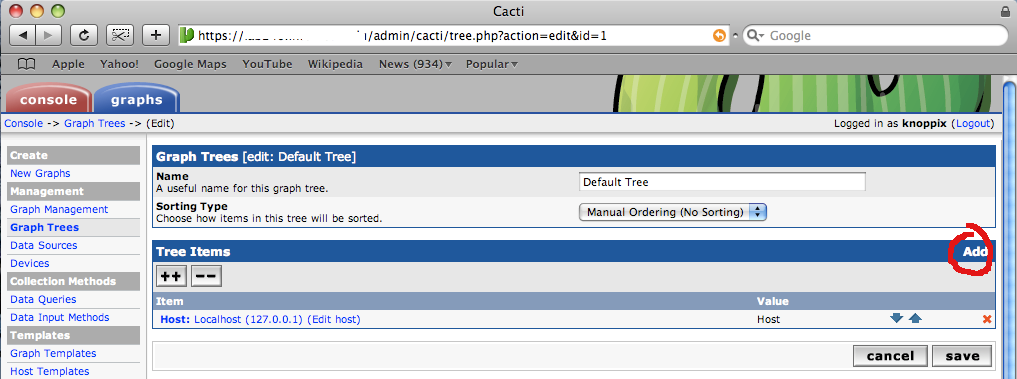 Cacti
https://
/admin/cacti/tree.php?action=edit&id=1
Google
Apple Yahoo! Google Maps YouTube Wikipedia News (934) Popular
console graphs
Console -> Graph Trees -> (Edit) Logged in as knoppix (Logout)
Create
New Graphs
Management
Graph Management
Graph Trees
Data Sources
Devices
Collection Methods
Data Queries
Data Input Methods
Templates
Graph Templates
Host Templates
Graph Trees [edit: Default Tree]
Name
A useful name for this graph tree.
Default Tree
Sorting Type
Choose how items in this tree will be sorted.
Manual Ordering (No Sorting)
Tree Items Add
++ --
Item Value
Host: Localhost (127.0.0.1) (Edit host) Host
cancel save